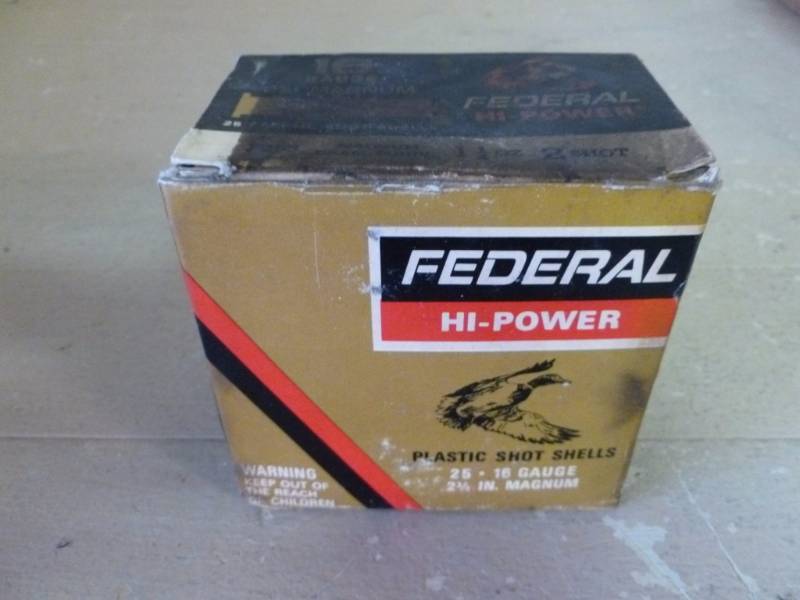 16
GAUGE
MAGNUM
FEDERAL
HI-POWER
25
1¼ OZ 2 SHOT
FEDERAL
HI-POWER
PLASTIC SHOT SHELLS
25 • 16 GAUGE
2¾ IN. MAGNUM
WARNING
KEEP OUT OF
THE REACH
OF CHILDREN